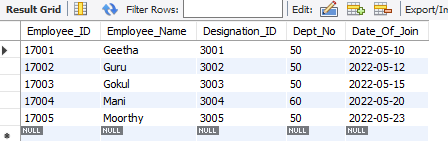 Result Grid Filter Rows: Edit: Export/Im
Employee_ID Employee_Name Designation_ID Dept_No Date_Of_Join
17001 Geetha 3001 50 2022-05-10
17002 Guru 3002 50 2022-05-12
17003 Gokul 3003 50 2022-05-15
17004 Mani 3004 60 2022-05-20
17005 Moorthy 3005 50 2022-05-23
NULL NULL NULL NULL NULL